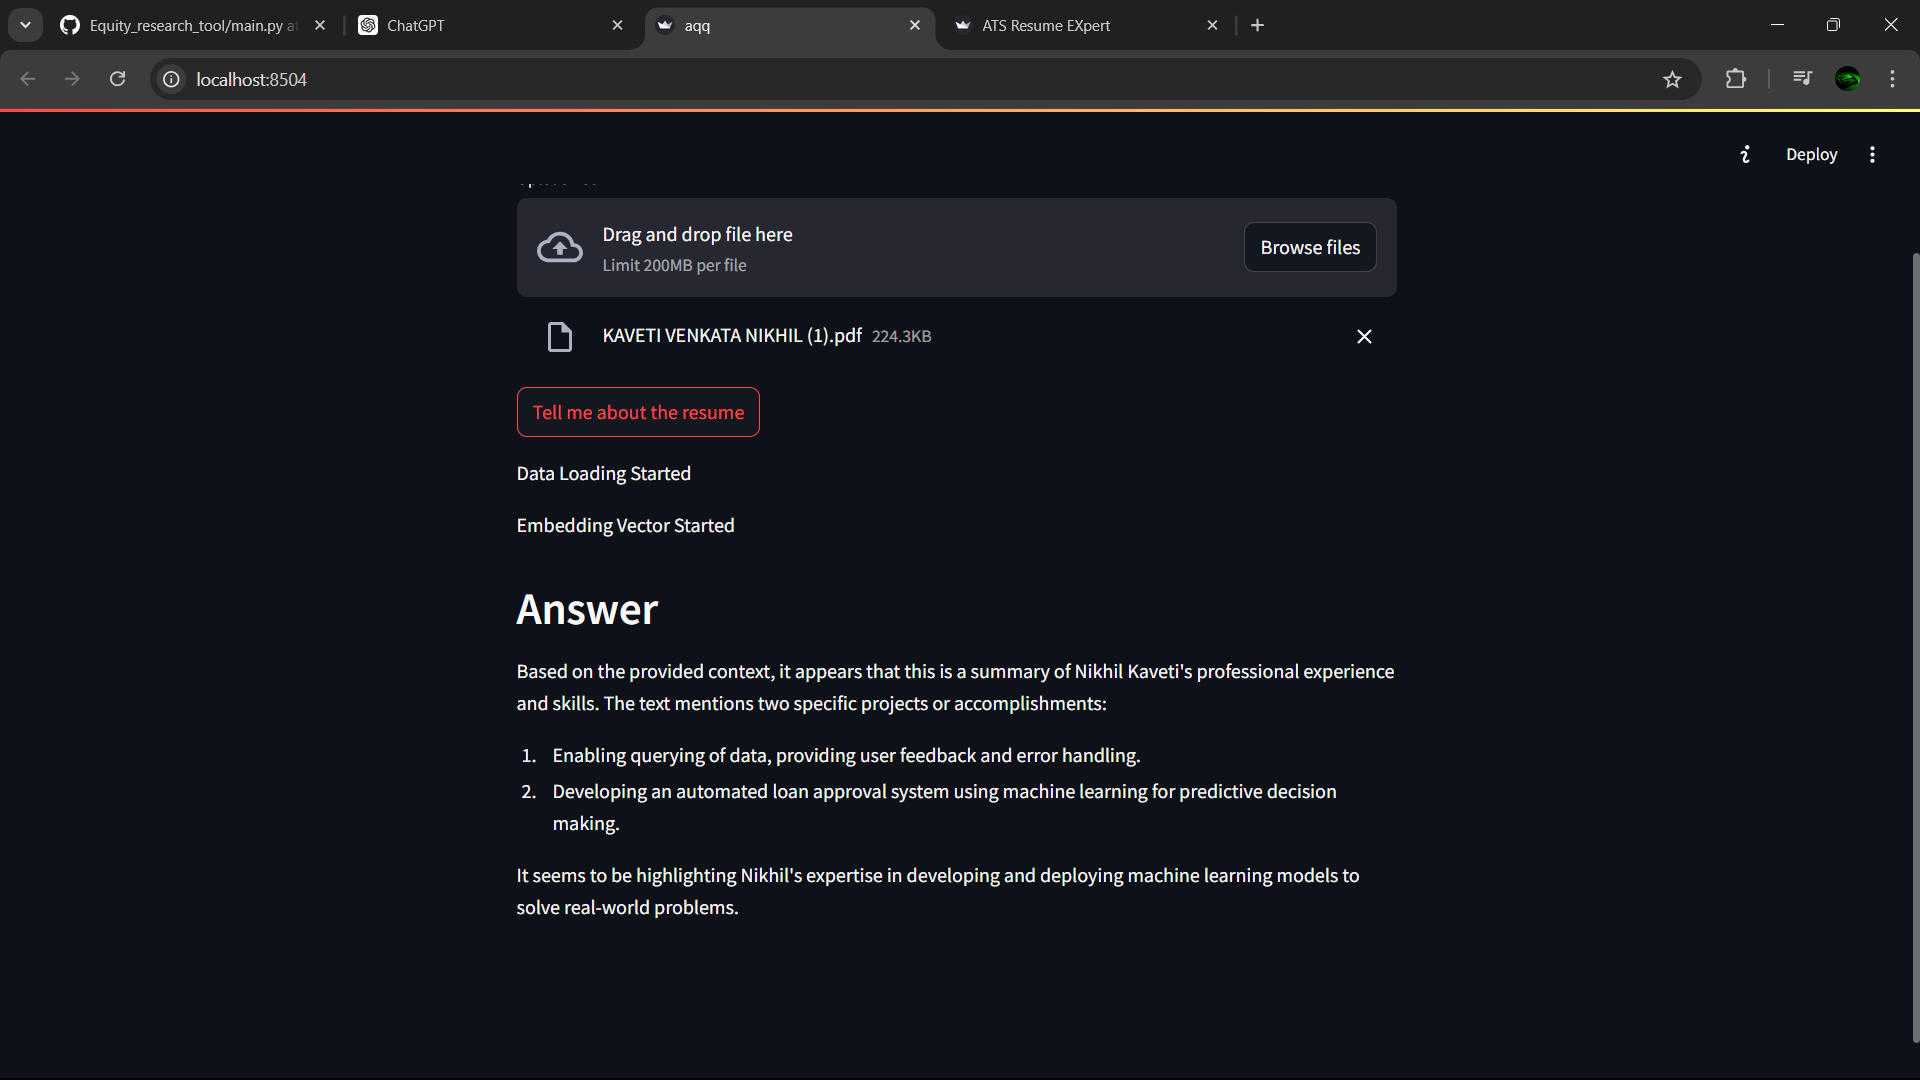 Equity_research_tool/main.py at
ChatGPT
aqq
ATS Resume EXpert
localhost:8504
Deploy
Drag and drop file here
Limit 200MB per file
Browse files
KAVETI VENKATA NIKHIL (1).pdf 224.3KB
Tell me about the resume
Data Loading Started
Embedding Vector Started
Answer
Based on the provided context, it appears that this is a summary of Nikhil Kaveti's professional experience
and skills. The text mentions two specific projects or accomplishments:
1. Enabling querying of data, providing user feedback and error handling.
2. Developing an automated loan approval system using machine learning for predictive decision
making.
It seems to be highlighting Nikhil's expertise in developing and deploying machine learning models to
solve real-world problems.